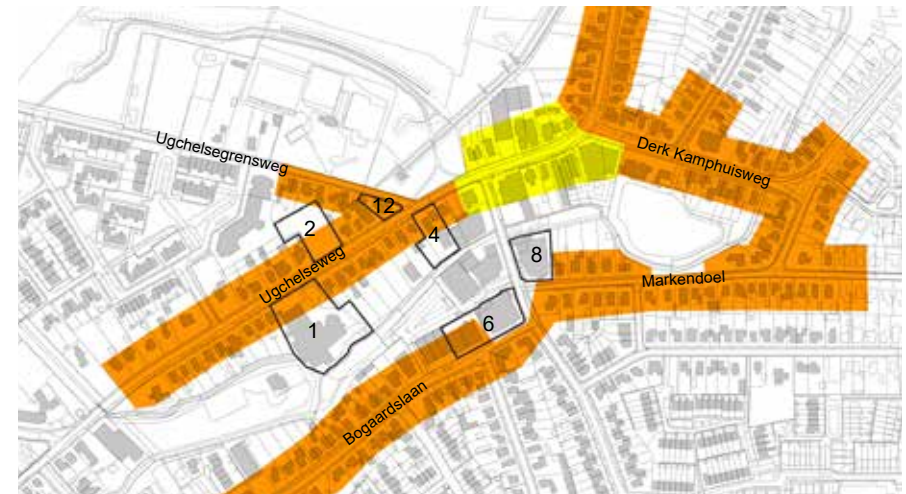 Ugchelsegrensweg
Derk Kamphuisweg
12
2
4
8
Ugchelseweg
Markendoel
1
6
Bogaardslaan